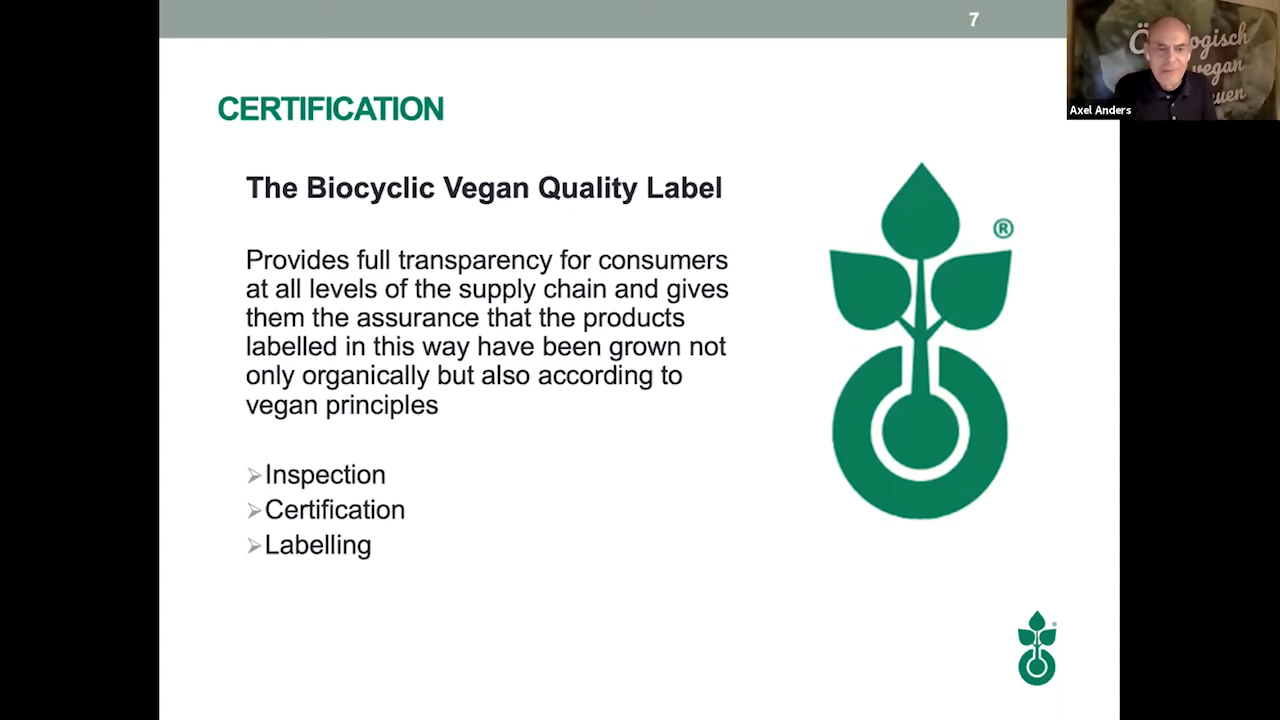 7
CERTIFICATION
The Biocyclic Vegan Quality Label
Provides full transparency for consumers
at all levels of the supply chain and gives
them the assurance that the products
labelled in this way have been grown not
only organically but also according to
vegan principles
Inspection
Certification
Labelling
®
Axel Anders
vegan